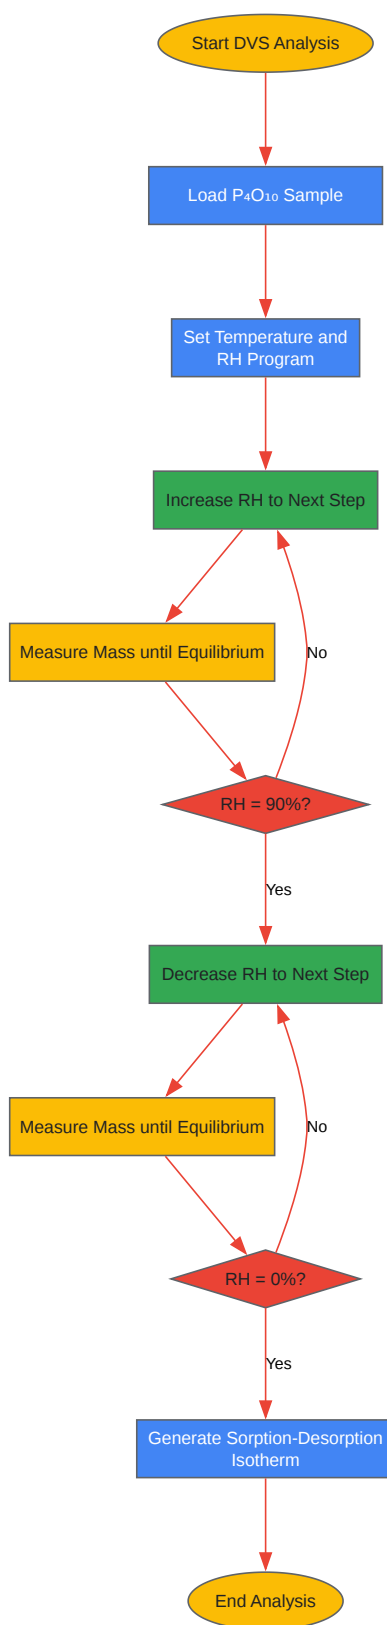 Start DVS Analysis
Load P₄O₁₀ Sample
Set Temperature and
RH Program
Increase RH to Next Step
Measure Mass until Equilibrium
No
RH = 90%?
Yes
Decrease RH to Next Step
Measure Mass until Equilibrium
No
RH = 0%?
Yes
Generate Sorption-Desorption
Isotherm
End Analysis